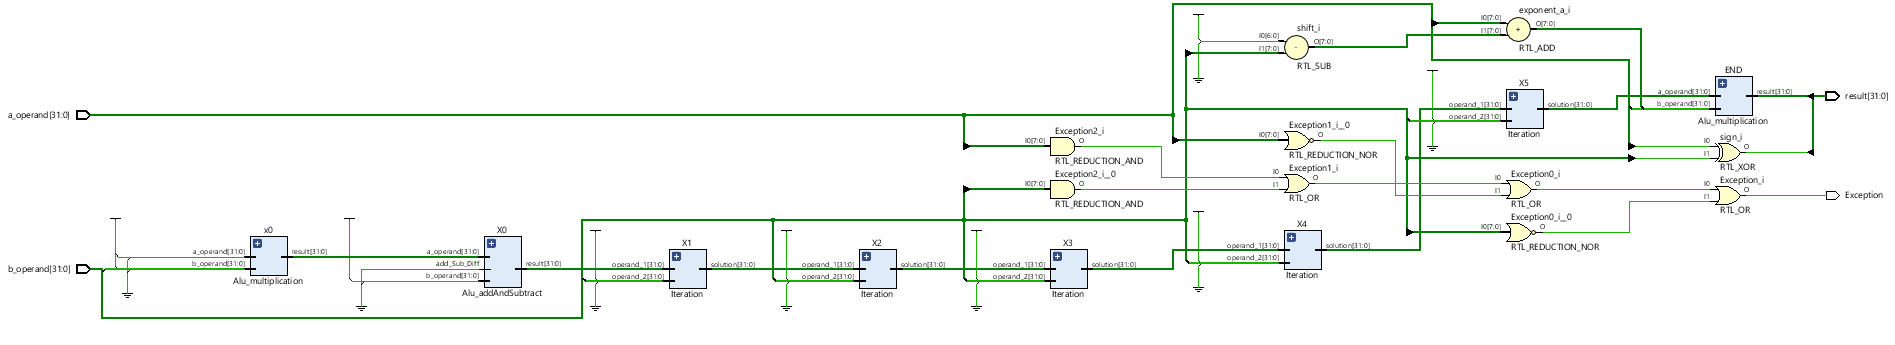 exponent_a_i
I0[7:0]
O[7:0]
I1[7:0]
RTL_ADD
shift_i
I0[6:0]
O[7:0]
I1[7:0]
RTL_SUB
END
a_operand[31:0]
result[31:0]
b_operand[31:0]
Alu_multiplication
result[31:0]
X5
operand_1[31:0]
solution[31:0]
operand_2[31:0]
Iteration
a_operand[31:0]
Exception2_i
I0[7:0]
O
RTL_REDUCTION_AND
Exception1_i__0
I0[7:0]
O
RTL_REDUCTION_NOR
sign_i
I0
O
I1
RTL_XOR
Exception2_i__0
I0[7:0]
O
RTL_REDUCTION_AND
Exception1_i
I0
O
I1
RTL_OR
Exception0_i
I0
O
I1
RTL_OR
Exception_i
I0
O
I1
RTL_OR
Exception
Exception0_i__0
I0[7:0]
O
RTL_REDUCTION_NOR
b_operand[31:0]
x0
a_operand[31:0]
result[31:0]
b_operand[31:0]
Alu_multiplication
X0
a_operand[31:0]
add_Sub_Diff
result[31:0]
b_operand[31:0]
Alu_addAndSubtract
X1
operand_1[31:0]
solution[31:0]
operand_2[31:0]
Iteration
X2
operand_1[31:0]
solution[31:0]
operand_2[31:0]
Iteration
X3
operand_1[31:0]
solution[31:0]
operand_2[31:0]
Iteration
X4
operand_1[31:0]
solution[31:0]
operand_2[31:0]
Iteration